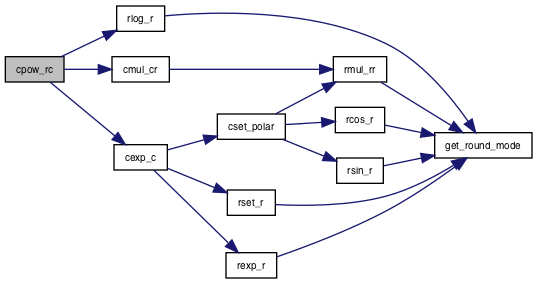 rlog_r
cpow_rc
cmul_cr
rmul_rr
cset_polar
rcos_r
get_round_mode
cexp_c
rsin_r
rset_r
rexp_r